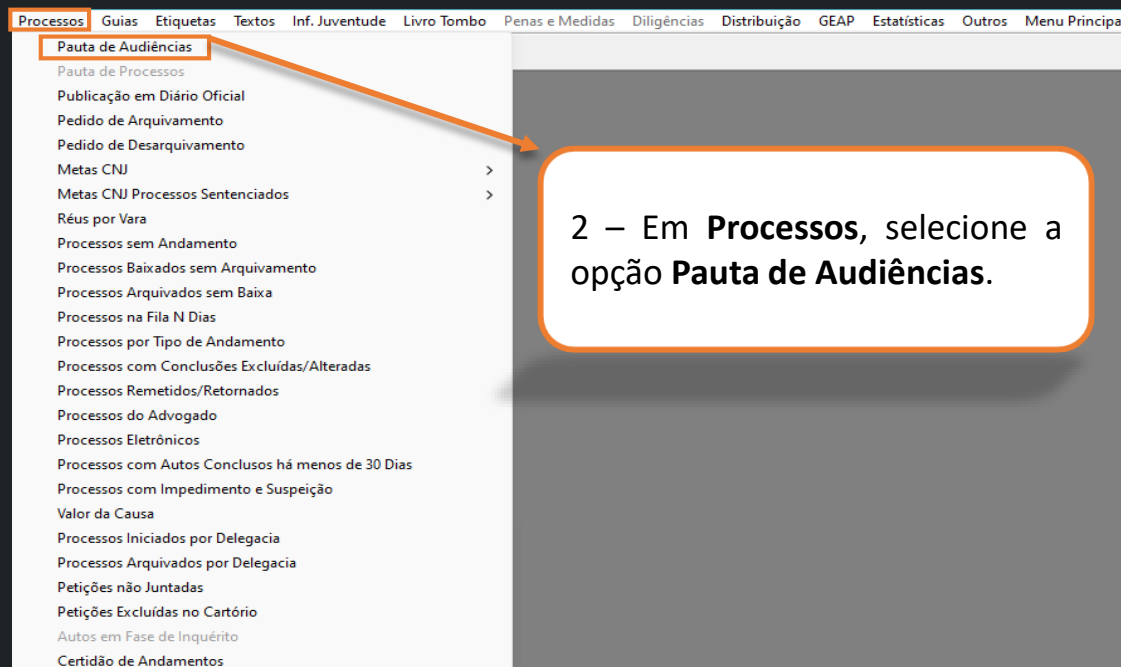 Processos Guias Etiquetas Textos Inf. Juventude Livro Tombo Penas e Medidas Diligências Distribuição GEAP Estatísticas Outros Menu Principa
Pauta de Audiências
Pauta de Processos
Publicação em Diário Oficial
Pedido de Arquivamento
Pedido de Desarquivamento
Metas CNJ >
Metas CNJ Processos Sentenciados >
Réus por Vara
Processos sem Andamento
Processos Baixados sem Arquivamento
Processos Arquivados sem Baixa
Processos na Fila N Dias
Processos por Tipo de Andamento
Processos com Conclusões Excluídas/Alteradas
Processos Remetidos/Retornados
Processos do Advogado
Processos Eletrônicos
Processos com Autos Conclusos há menos de 30 Dias
Processos com Impedimento e Suspeição
Valor da Causa
Processos Iniciados por Delegacia
Processos Arquivados por Delegacia
Petições não Juntadas
Petições Excluídas no Cartório
Autos em Fase de Inquérito
Certidão de Andamentos
2 – Em Processos, selecione a
opção Pauta de Audiências.